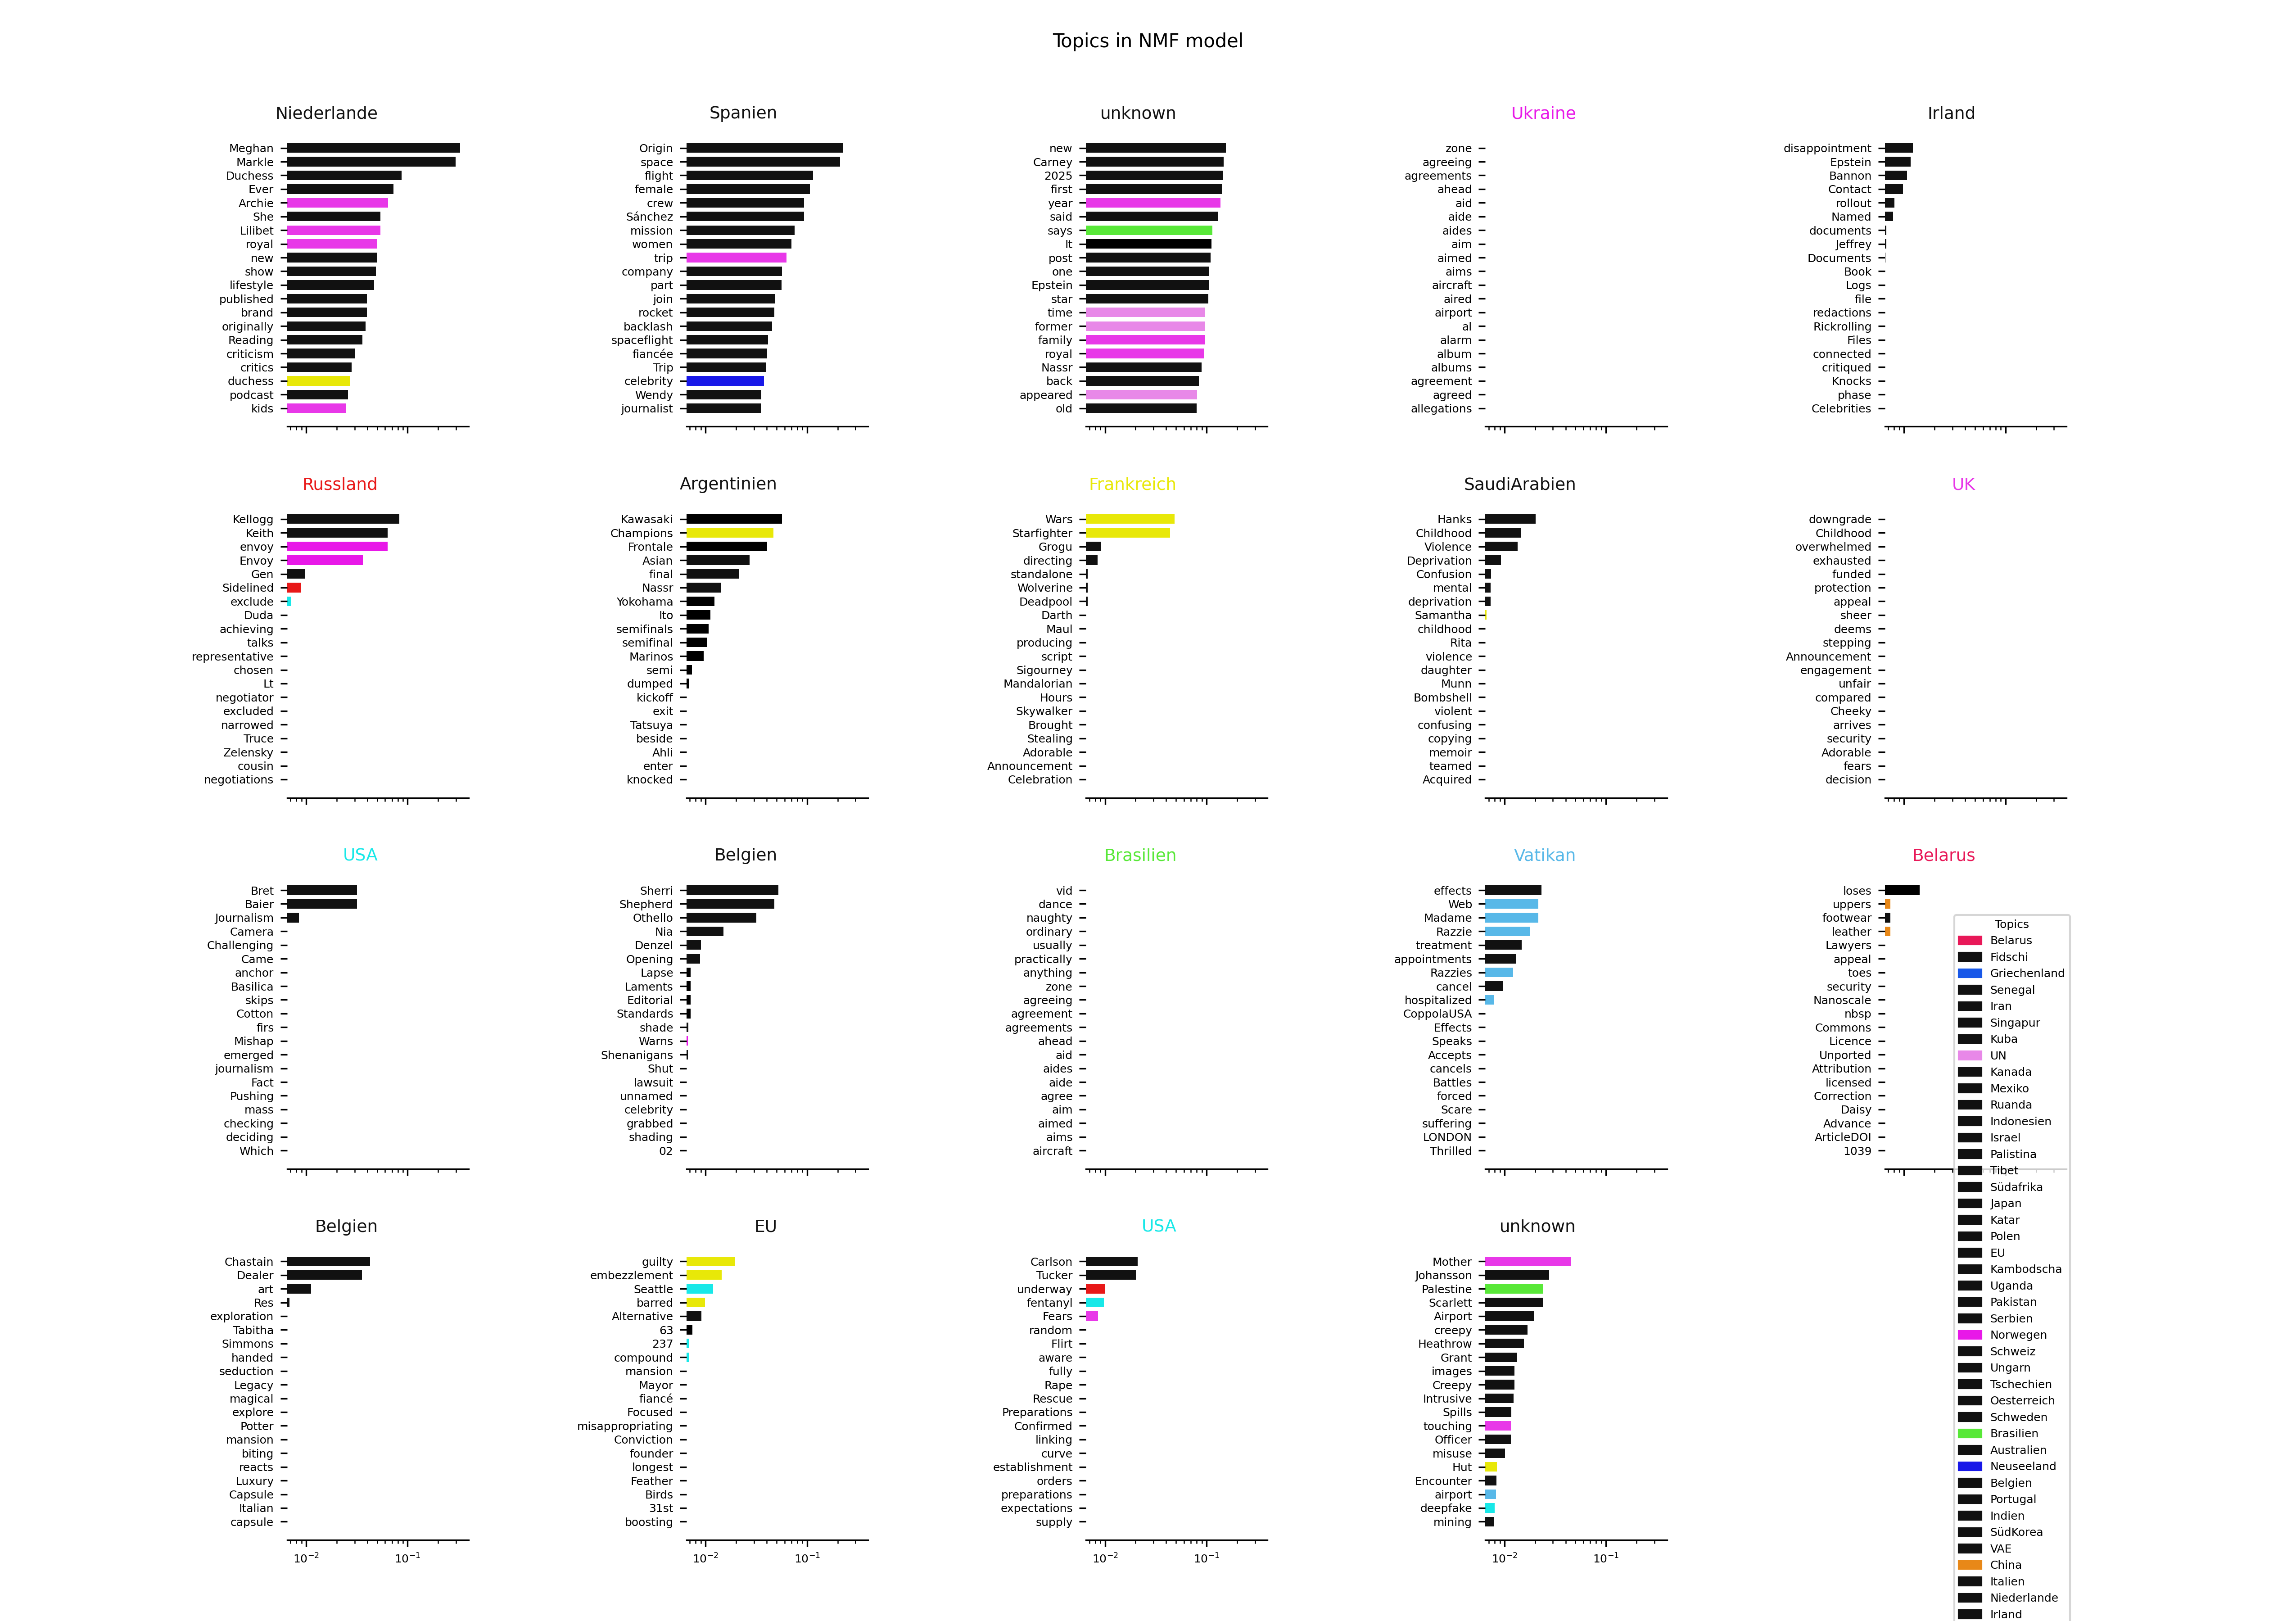 Topics in NMF model
Niederlande
Meghan
Markle
Duchess
Ever
Archie
She
Lilibet
royal
new
show
lifestyle
published
brand
originally
Reading
criticism
critics
duchess
podcast
kids
Spanien
Origin
space
flight
female
crew
Sánchez
mission
women
trip
company
part
join
rocket
backlash
spaceflight
fiancée
Trip
celebrity
Wendy
journalist
unknown
new
Carney
2025
first
year
said
says
It
post
one
Epstein
star
time
former
family
royal
Nassr
back
appeared
old
Ukraine
zone
agreeing
agreements
ahead
aid
aide
aides
aim
aimed
aims
aircraft
aired
airport
al
alarm
album
albums
agreement
agreed
allegations
Irland
disappointment
Epstein
Bannon
Contact
rollout
Named
documents
Jeffrey
Documents
Book
Logs
file
redactions
Rickrolling
Files
connected
critiqued
Knocks
phase
Celebrities
Russland
Kellogg
Keith
envoy
Envoy
Gen
Sidelined
exclude
Duda
achieving
talks
representative
chosen
Lt
negotiator
excluded
narrowed
Truce
Zelensky
cousin
negotiations
Argentinien
Kawasaki
Champions
Frontale
Asian
final
Nassr
Yokohama
Ito
semifinals
semifinal
Marinos
semi
dumped
kickoff
exit
Tatsuya
beside
Ahli
enter
knocked
Frankreich
Wars
Starfighter
Grogu
directing
standalone
Wolverine
Deadpool
Darth
Maul
producing
script
Sigourney
Mandalorian
Hours
Skywalker
Brought
Stealing
Adorable
Announcement
Celebration
SaudiArabien
Hanks
Childhood
Violence
Deprivation
Confusion
mental
deprivation
Samantha
childhood
Rita
violence
daughter
Munn
Bombshell
violent
confusing
copying
memoir
teamed
Acquired
UK
downgrade
Childhood
overwhelmed
exhausted
funded
protection
appeal
sheer
deems
stepping
Announcement
engagement
unfair
compared
Cheeky
arrives
security
Adorable
fears
decision
USA
Bret
Baier
Journalism
Camera
Challenging
Came
anchor
Basilica
skips
Cotton
firs
Mishap
emerged
journalism
Fact
Pushing
mass
checking
deciding
Which
Belgien
Sherri
Shepherd
Othello
Nia
Denzel
Opening
Lapse
Laments
Editorial
Standards
shade
Warns
Shenanigans
Shut
lawsuit
unnamed
celebrity
grabbed
shading
02
Brasilien
vid
dance
naughty
ordinary
usually
practically
anything
zone
agreeing
agreement
agreements
ahead
aid
aides
aide
agree
aim
aimed
aims
aircraft
Vatikan
effects
Web
Madame
Razzie
treatment
appointments
Razzies
cancel
hospitalized
CoppolaUSA
Effects
Speaks
Accepts
cancels
Battles
forced
Scare
suffering
LONDON
Thrilled
Belarus
loses
uppers
footwear
leather
Lawyers
appeal
toes
security
Nanoscale
nbsp
Commons
Licence
Unported
Attribution
licensed
Correction
Daisy
Advance
ArticleDOI
1039
Belgien
Chastain
Dealer
art
Res
exploration
Tabitha
Simmons
handed
seduction
Legacy
magical
explore
Potter
mansion
biting
reacts
Luxury
Capsule
Italian
capsule
10⁻² 10⁻¹
EU
guilty
embezzlement
Seattle
barred
Alternative
63
237
compound
mansion
Mayor
fiancé
Focused
misappropriating
Conviction
founder
longest
Feather
Birds
31st
boosting
10⁻² 10⁻¹
USA
Carlson
Tucker
underway
fentanyl
Fears
random
Flirt
aware
fully
Rape
Rescue
Preparations
Confirmed
linking
curve
establishment
orders
preparations
expectations
supply
10⁻² 10⁻¹
unknown
Mother
Johansson
Palestine
Scarlett
Airport
creepy
Heathrow
Grant
images
Creepy
Intrusive
Spills
touching
Officer
misuse
Hut
Encounter
airport
deepfake
mining
10⁻² 10⁻¹
Topics
Belarus
Fidschi
Griechenland
Senegal
Iran
Singapur
Kuba
UN
Kanada
Mexiko
Ruanda
Indonesien
Israel
Palistina
Tibet
Südafrika
Japan
Katar
Polen
EU
Kambodscha
Uganda
Pakistan
Serbien
Norwegen
Schweiz
Ungarn
Tschechien
Oesterreich
Schweden
Brasilien
Australien
Neuseeland
Belgien
Portugal
Indien
SüdKorea
VAE
China
Italien
Niederlande
Irland